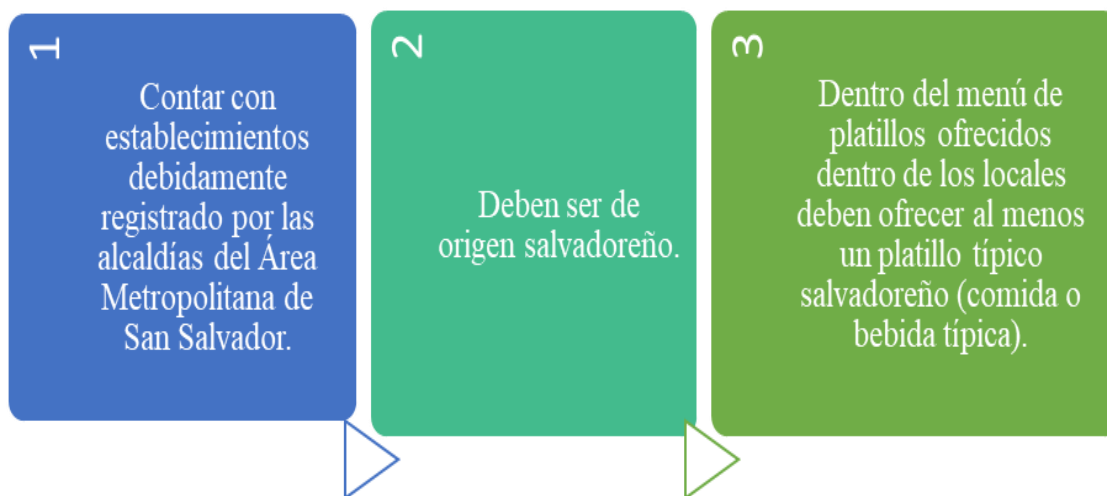 1
Contar con
establecimientos
debidamente
registrado por las
alcaldías del Área
Metropolitana de
San Salvador.
2
Deben ser de
origen salvadoreño.
3
Dentro del menú de
platillos ofrecidos
dentro de los locales
deben ofrecer al menos
un platillo típico
salvadoreño (comida o
bebida típica).